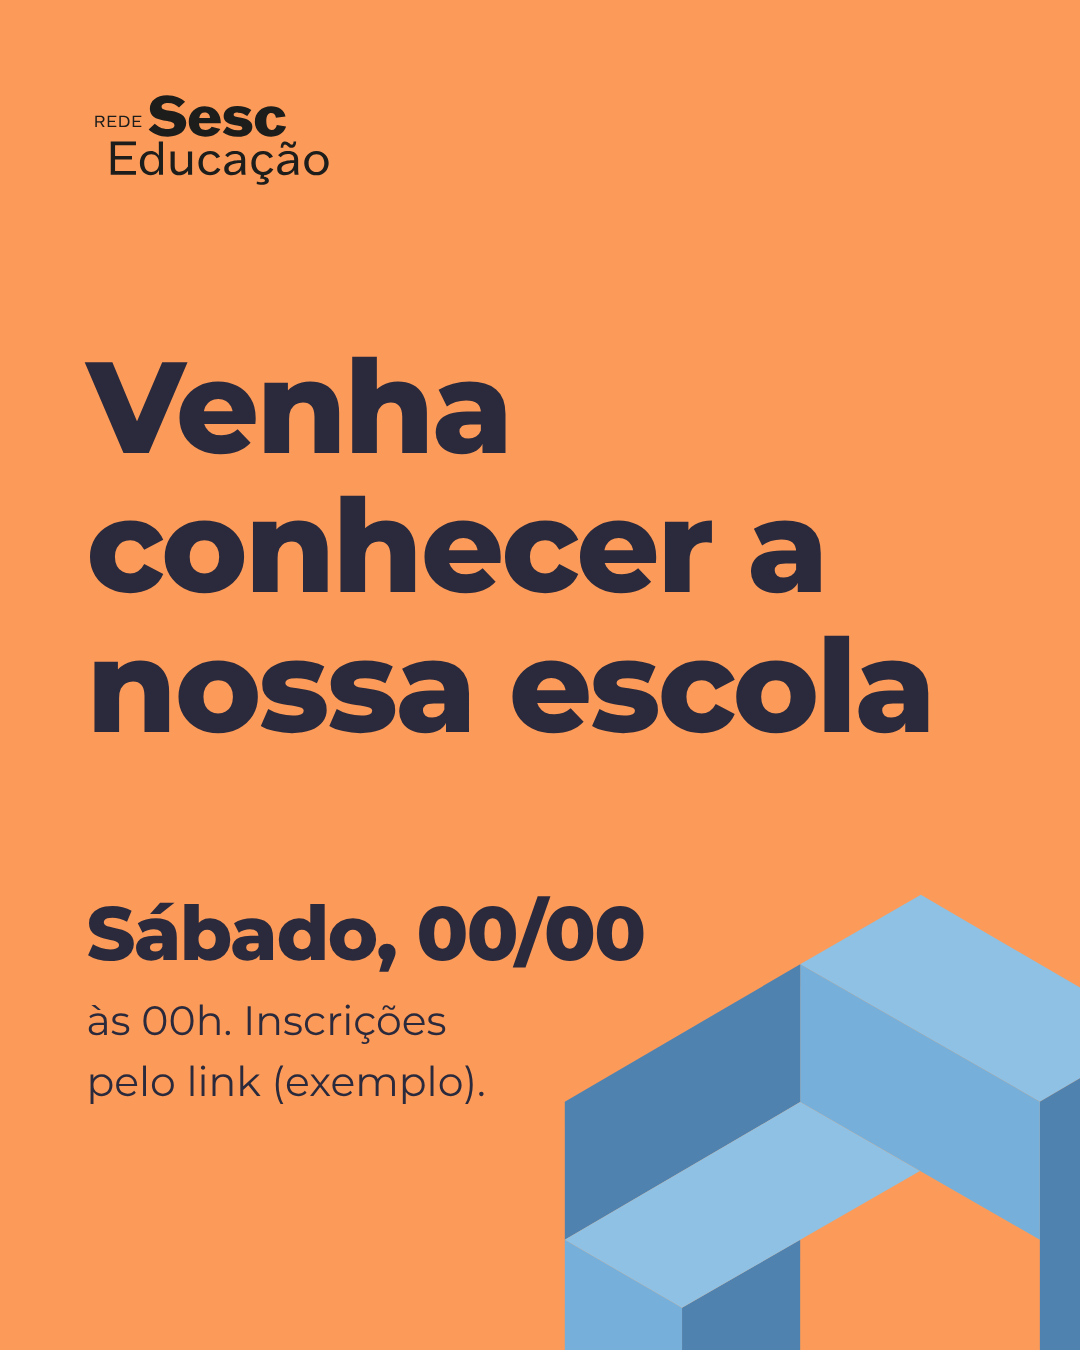 REDE Sesc
Educação
Venha
conhecer a
nossa escola
Sábado, 00/00
às 00h. Inscrições
pelo link (exemplo).